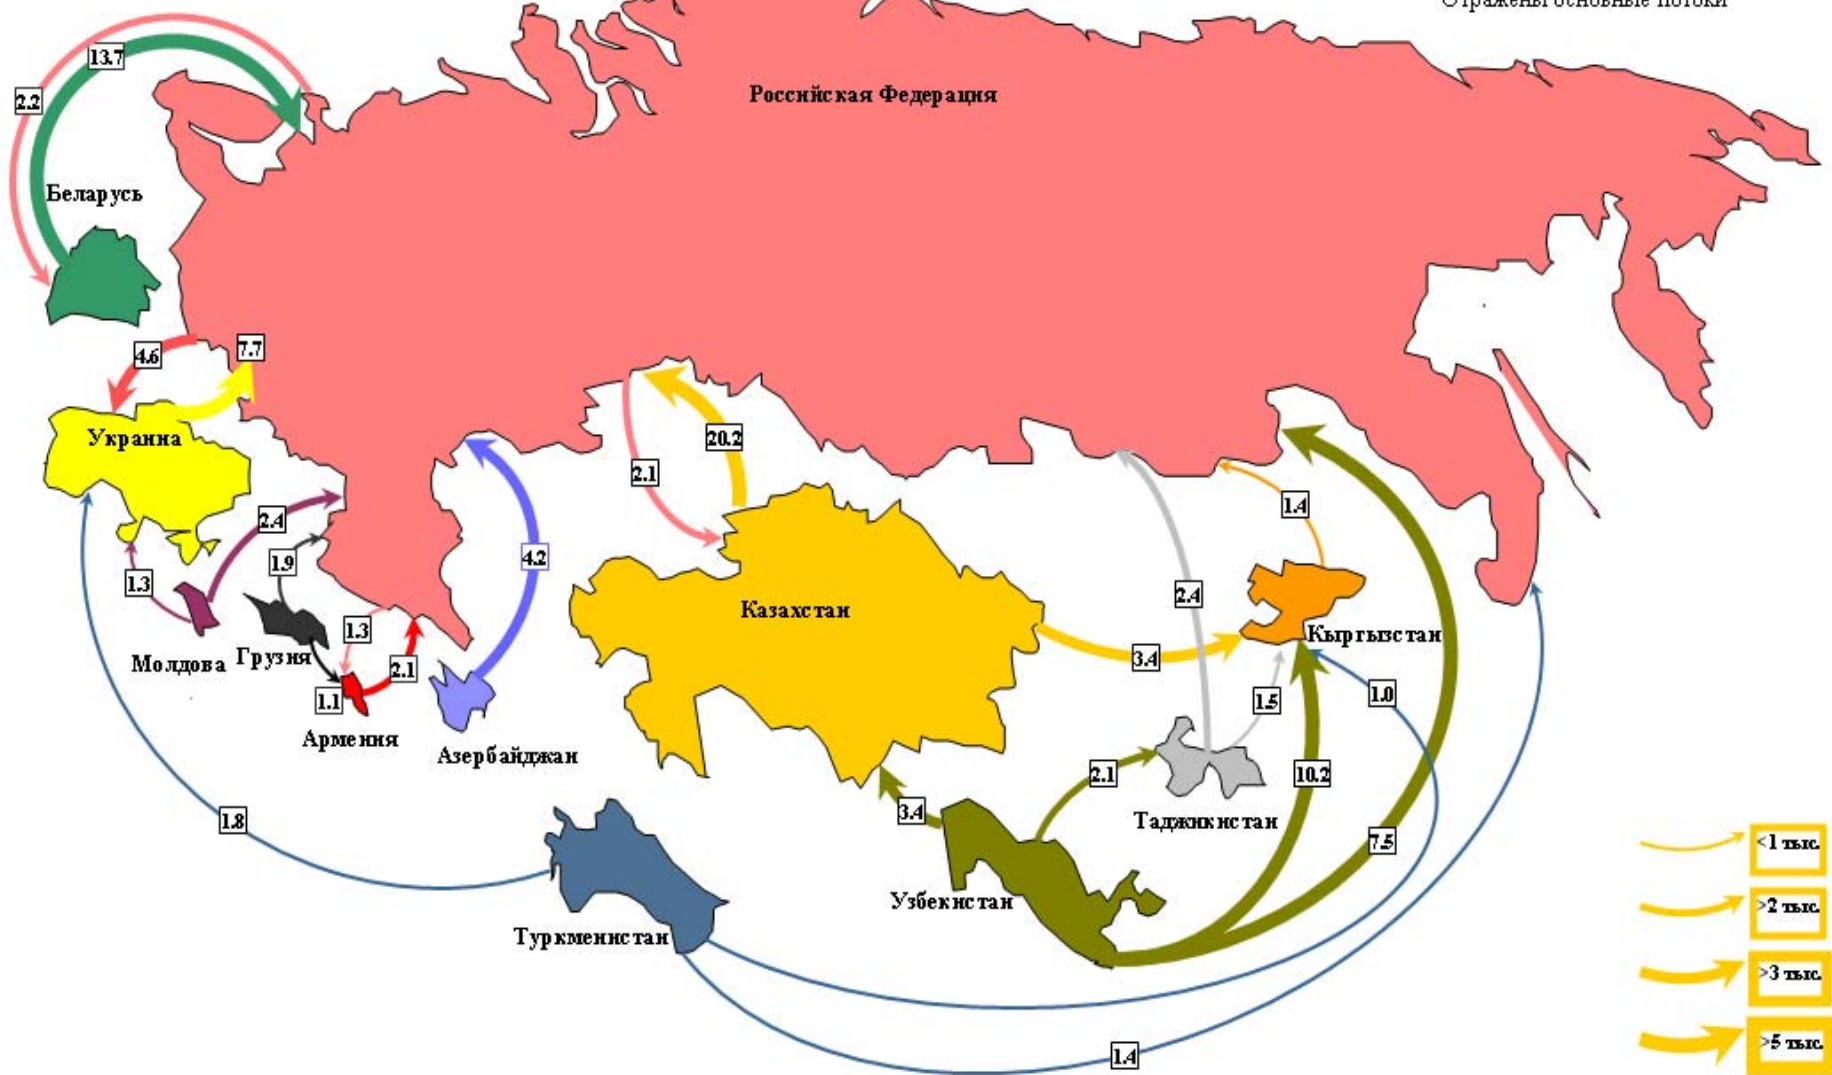 Отражены основные потоки
13.7
2.2
Российская Федерация
Беларусь
4.6
7.7
Украина
20.2
2.1
2.4
1.4
1.9
4.2
1.3
2.4
Казахстан
1.3
Кыргызстан
Молдова
Грузия
2.1
3.4
1.1
1.5
1.0
Армения
Азербайджан
10.2
2.1
3.4
1.8
Таджикистан
7.5
<1 тыс.
Узбекистан
>2 тыс.
Туркменистан
>3 тыс.
1.4
>5 тыс.